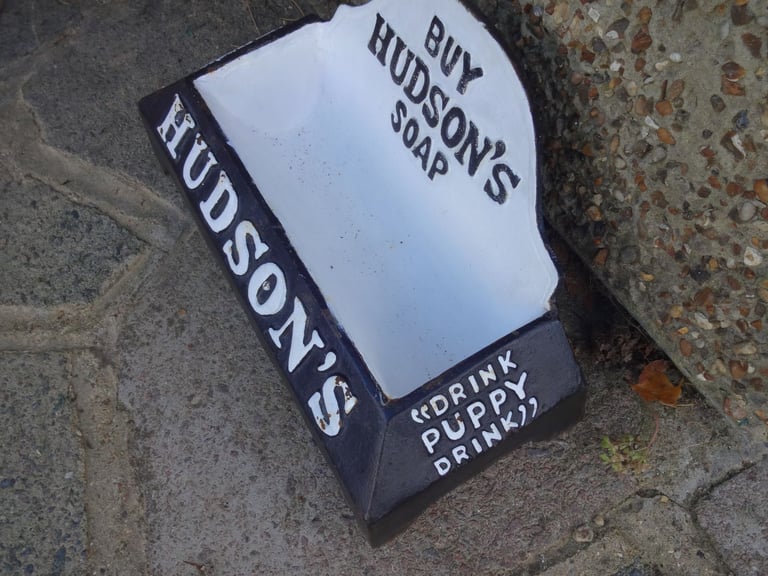 BUY
HUDSON'S
SOAP
HUDSON'S
"DRINK
PUPPY
DRINK"